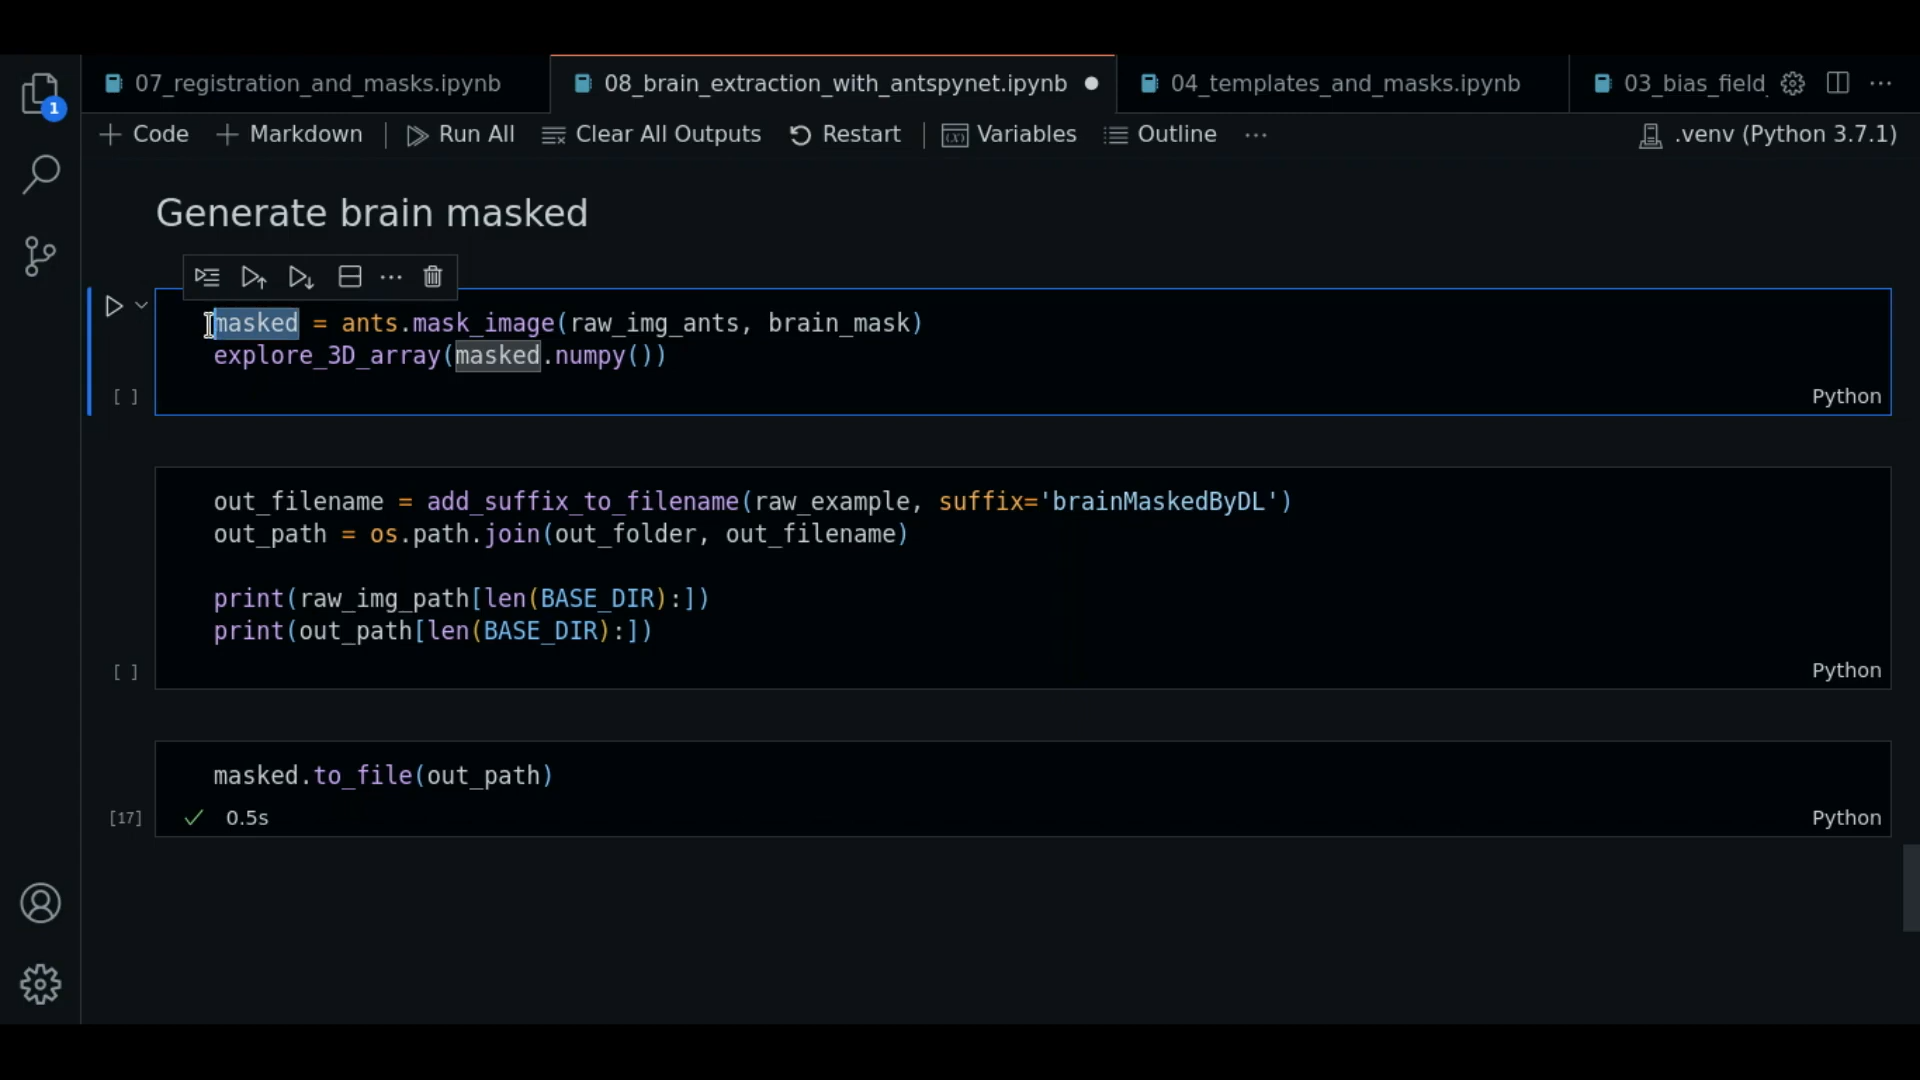 07_registration_and_masks.ipynb
08_brain_extraction_with_antspynet.ipynb
04_templates_and_masks.ipynb
03_bias_field_
1
Code
Markdown
Run All
Clear All Outputs
Restart
Variables
Outline
.venv (Python 3.7.1)
Generate brain masked
masked = ants.mask_image(raw_img_ants, brain_mask)
explore_3D_array(masked.numpy())
[ ]
Python
out_filename = add_suffix_to_filename(raw_example, suffix='brainMaskedByDL')
out_path = os.path.join(out_folder, out_filename)
print(raw_img_path[len(BASE_DIR):])
print(out_path[len(BASE_DIR):])
[ ]
Python
masked.to_file(out_path)
[17]
0.5s
Python